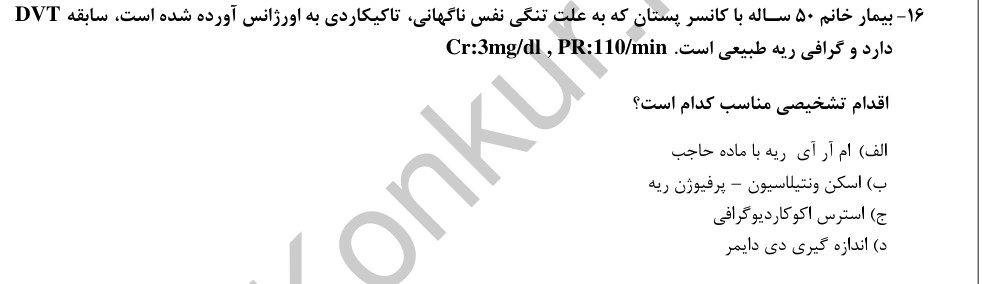 ۱۶- بیمار خانم ۵۰ ساله با کانسر پستان که به علت تنگی نفس ناگهانی، تاکیکاردی به اورژانس آورده شده است، سابقه DVT
دارد و گرافی ریه طبیعی است. Cr:3mg/dl , PR:110/min
اقدام تشخیصی مناسب کدام است؟
الف) ام آر آی ریه با ماده حاجب
ب) اسکن ونتیلاسیون – پرفیوژن ریه
ج) استرس اکوکاردیوگرافی
د) اندازه گیری دی دایمر
Konkur.